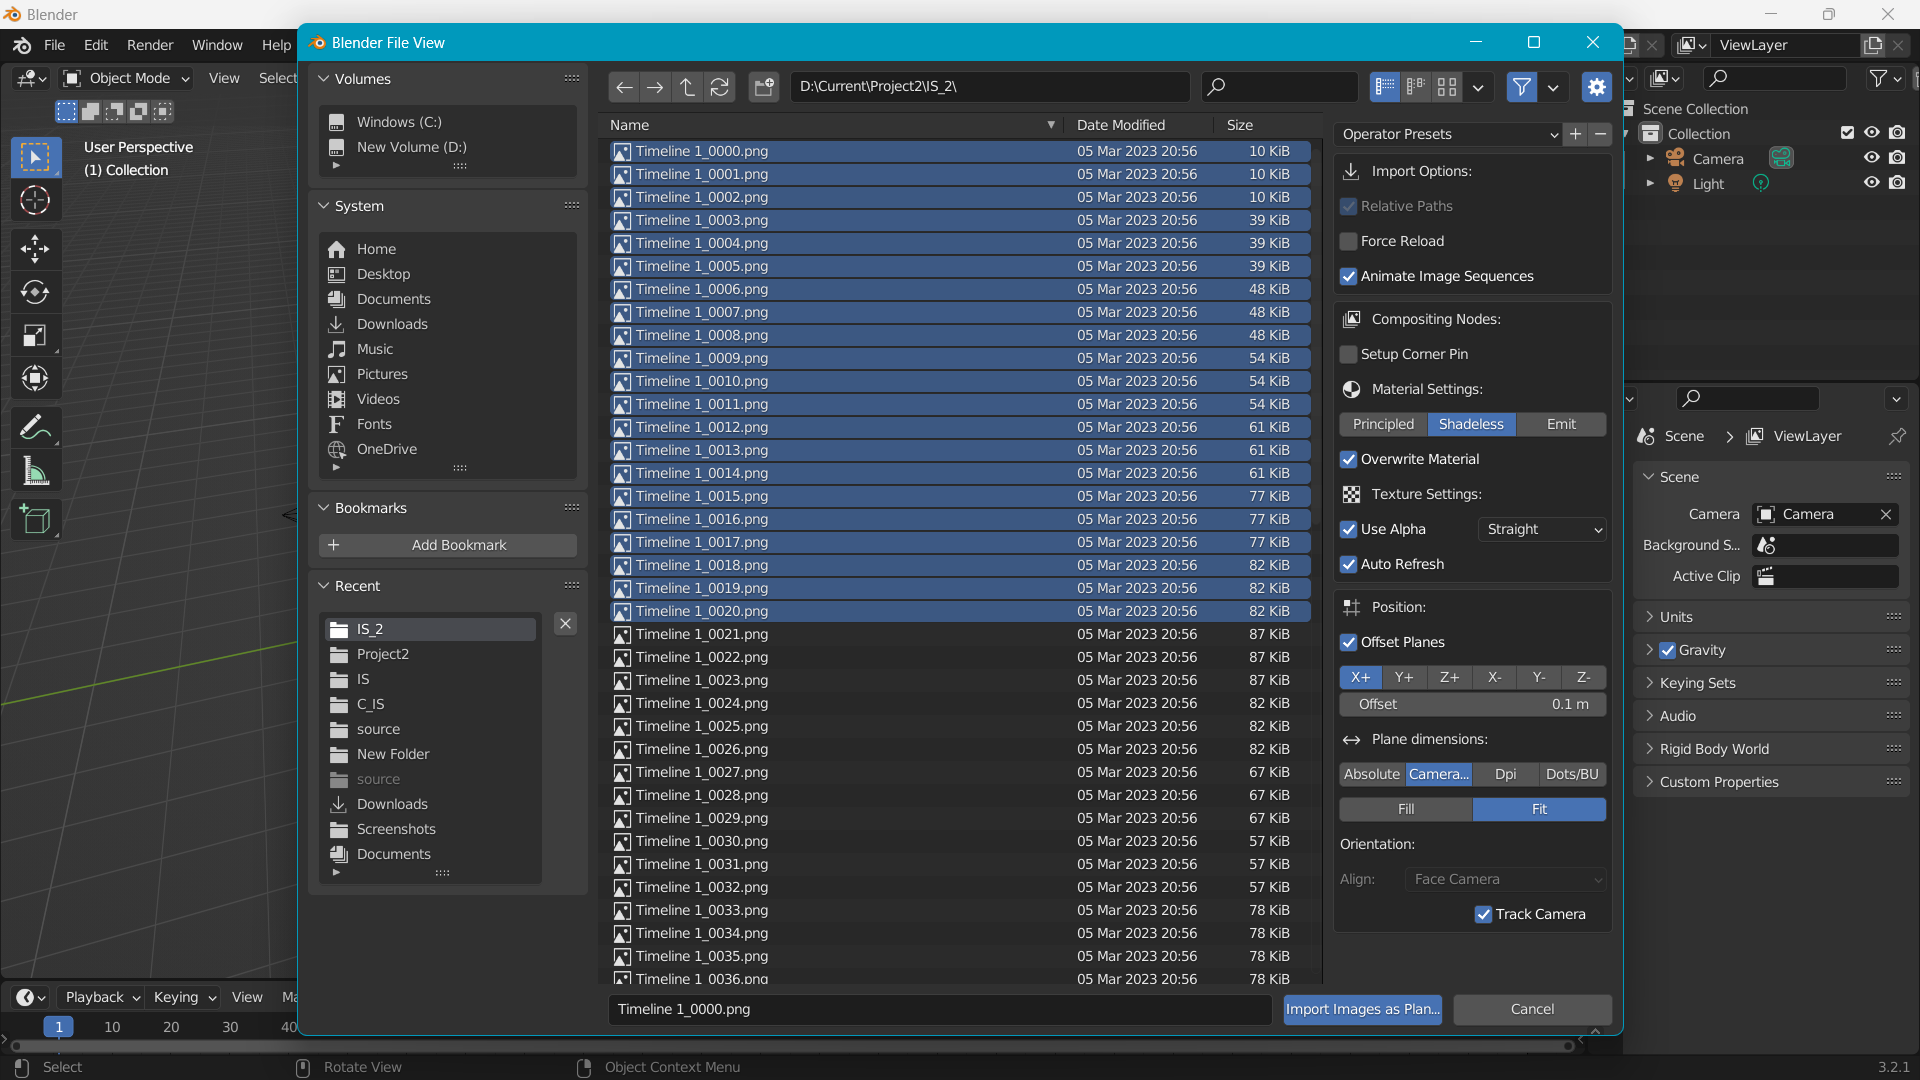 Blender
File Edit Render Window Help
Blender File View
ViewLayer
Object Mode View Select
User Perspective
(1) Collection
Volumes
Windows (C:)
New Volume (D:)
System
Home
Desktop
Documents
Downloads
Music
Pictures
Videos
Fonts
OneDrive
Bookmarks
Add Bookmark
Recent
IS_2
Project2
IS
C_IS
source
New Folder
source
Downloads
Screenshots
Documents
D:\Current\Project2\IS_2\
Name Date Modified Size
Timeline 1_0000.png 05 Mar 2023 20:56 10 KiB
Timeline 1_0001.png 05 Mar 2023 20:56 10 KiB
Timeline 1_0002.png 05 Mar 2023 20:56 10 KiB
Timeline 1_0003.png 05 Mar 2023 20:56 39 KiB
Timeline 1_0004.png 05 Mar 2023 20:56 39 KiB
Timeline 1_0005.png 05 Mar 2023 20:56 39 KiB
Timeline 1_0006.png 05 Mar 2023 20:56 48 KiB
Timeline 1_0007.png 05 Mar 2023 20:56 48 KiB
Timeline 1_0008.png 05 Mar 2023 20:56 48 KiB
Timeline 1_0009.png 05 Mar 2023 20:56 54 KiB
Timeline 1_0010.png 05 Mar 2023 20:56 54 KiB
Timeline 1_0011.png 05 Mar 2023 20:56 54 KiB
Timeline 1_0012.png 05 Mar 2023 20:56 61 KiB
Timeline 1_0013.png 05 Mar 2023 20:56 61 KiB
Timeline 1_0014.png 05 Mar 2023 20:56 61 KiB
Timeline 1_0015.png 05 Mar 2023 20:56 77 KiB
Timeline 1_0016.png 05 Mar 2023 20:56 77 KiB
Timeline 1_0017.png 05 Mar 2023 20:56 77 KiB
Timeline 1_0018.png 05 Mar 2023 20:56 82 KiB
Timeline 1_0019.png 05 Mar 2023 20:56 82 KiB
Timeline 1_0020.png 05 Mar 2023 20:56 82 KiB
Timeline 1_0021.png 05 Mar 2023 20:56 87 KiB
Timeline 1_0022.png 05 Mar 2023 20:56 87 KiB
Timeline 1_0023.png 05 Mar 2023 20:56 87 KiB
Timeline 1_0024.png 05 Mar 2023 20:56 82 KiB
Timeline 1_0025.png 05 Mar 2023 20:56 82 KiB
Timeline 1_0026.png 05 Mar 2023 20:56 82 KiB
Timeline 1_0027.png 05 Mar 2023 20:56 67 KiB
Timeline 1_0028.png 05 Mar 2023 20:56 67 KiB
Timeline 1_0029.png 05 Mar 2023 20:56 67 KiB
Timeline 1_0030.png 05 Mar 2023 20:56 57 KiB
Timeline 1_0031.png 05 Mar 2023 20:56 57 KiB
Timeline 1_0032.png 05 Mar 2023 20:56 57 KiB
Timeline 1_0033.png 05 Mar 2023 20:56 78 KiB
Timeline 1_0034.png 05 Mar 2023 20:56 78 KiB
Timeline 1_0035.png 05 Mar 2023 20:56 78 KiB
Timeline 1_0036.png 05 Mar 2023 20:56 78 KiB
Timeline 1_0000.png
Import Images as Plan...
Cancel
Operator Presets
Import Options:
Relative Paths
Force Reload
Animate Image Sequences
Compositing Nodes:
Setup Corner Pin
Material Settings:
Principled Shadeless Emit
Overwrite Material
Texture Settings:
Use Alpha Straight
Auto Refresh
Position:
Offset Planes
X+ Y+ Z+ X- Y- Z-
Offset 0.1 m
Plane dimensions:
Absolute Camera... Dpi Dots/BU
Fill Fit
Orientation:
Align: Face Camera
Track Camera
Scene Collection
Collection
Camera
Light
Scene ViewLayer
Scene
Camera Camera
Background S...
Active Clip
Units
Gravity
Keying Sets
Audio
Rigid Body World
Custom Properties
Playback Keying View Ma
1 10 20 30 40
Select Rotate View Object Context Menu 3.2.1